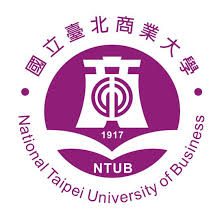 ·國立臺北商業大學·
1917
NTUB
National Taipei University of Business